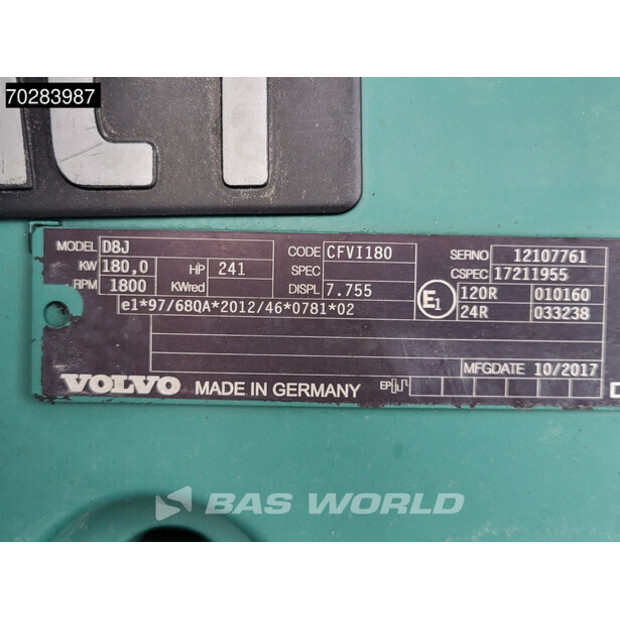 70283987
ACT
MODEL D8J CODE CFVI180 SERNO 12107761
KW 180,0 HP 241 SPEC CSPEC 17211955
RPM 1800 KWred DISPL 7.755 E1 120R 010160
e1*97/68QA*2012/46*0781*02 24R 033238
MFGDATE 10/2017
VOLVO MADE IN GERMANY EP
BAS WORLD